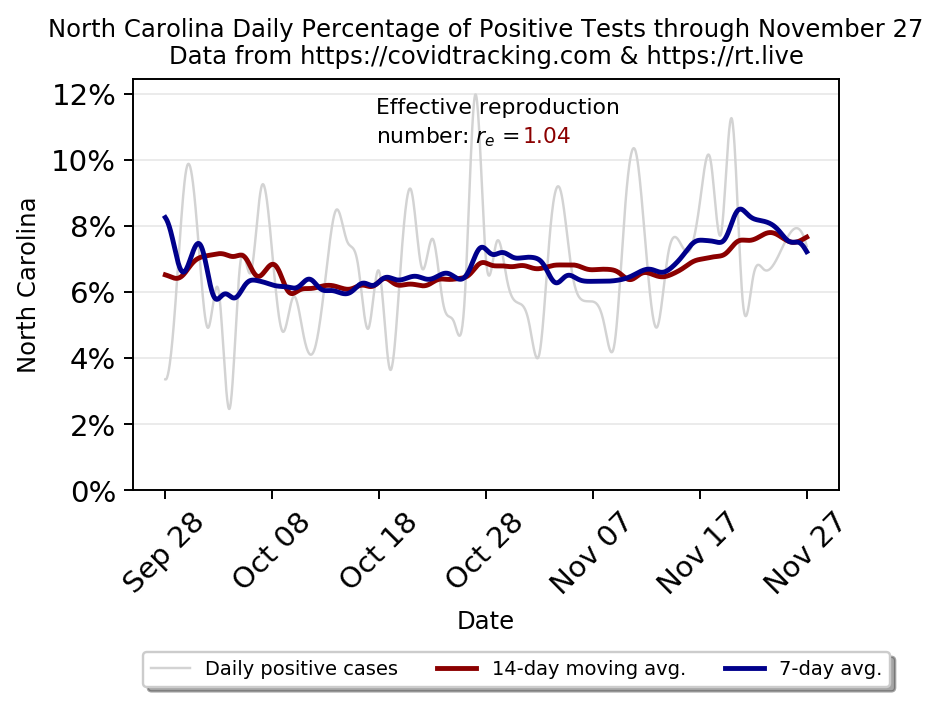 North Carolina Daily Percentage of Positive Tests through November 27
Data from https://covidtracking.com & https://rt.live
Effective reproduction
number: rₑ =1.04
12%
10%
8%
6%
4%
2%
0%
North Carolina
Sep 28
Oct 08
Oct 18
Oct 28
Nov 07
Nov 17
Nov 27
Date
Daily positive cases
14-day moving avg.
7-day avg.